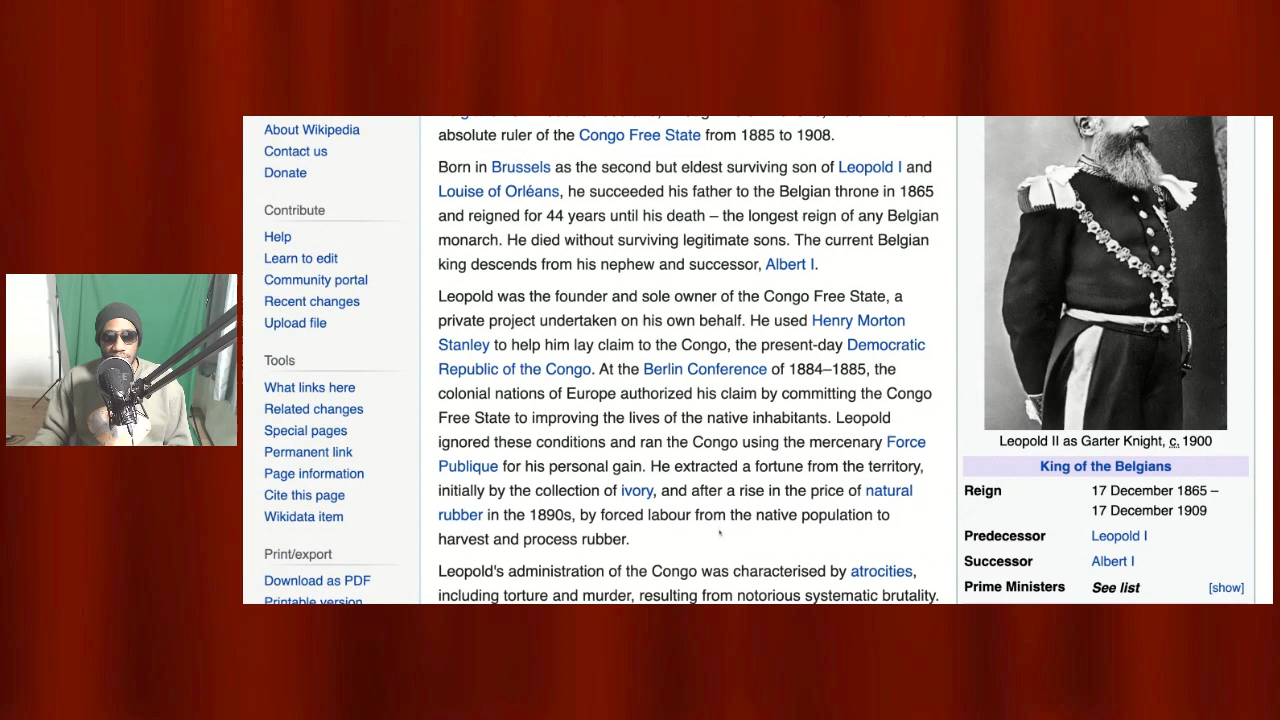 About Wikipedia
Contact us
Donate
Contribute
Help
Learn to edit
Community portal
Recent changes
Upload file
Tools
What links here
Related changes
Special pages
Permanent link
Page information
Cite this page
Wikidata item
Print/export
Download as PDF
Printable version
absolute ruler of the Congo Free State from 1885 to 1908.
Born in Brussels as the second but eldest surviving son of Leopold I and
Louise of Orléans, he succeeded his father to the Belgian throne in 1865
and reigned for 44 years until his death – the longest reign of any Belgian
monarch. He died without surviving legitimate sons. The current Belgian
king descends from his nephew and successor, Albert I.
Leopold was the founder and sole owner of the Congo Free State, a
private project undertaken on his own behalf. He used Henry Morton
Stanley to help him lay claim to the Congo, the present-day Democratic
Republic of the Congo. At the Berlin Conference of 1884–1885, the
colonial nations of Europe authorized his claim by committing the Congo
Free State to improving the lives of the native inhabitants. Leopold
ignored these conditions and ran the Congo using the mercenary Force
Publique for his personal gain. He extracted a fortune from the territory,
initially by the collection of ivory, and after a rise in the price of natural
rubber in the 1890s, by forced labour from the native population to
harvest and process rubber.
Leopold's administration of the Congo was characterised by atrocities,
including torture and murder, resulting from notorious systematic brutality.
Leopold II as Garter Knight, c. 1900
King of the Belgians
Reign 17 December 1865 –
17 December 1909
Predecessor Leopold I
Successor Albert I
Prime Ministers See list [show]